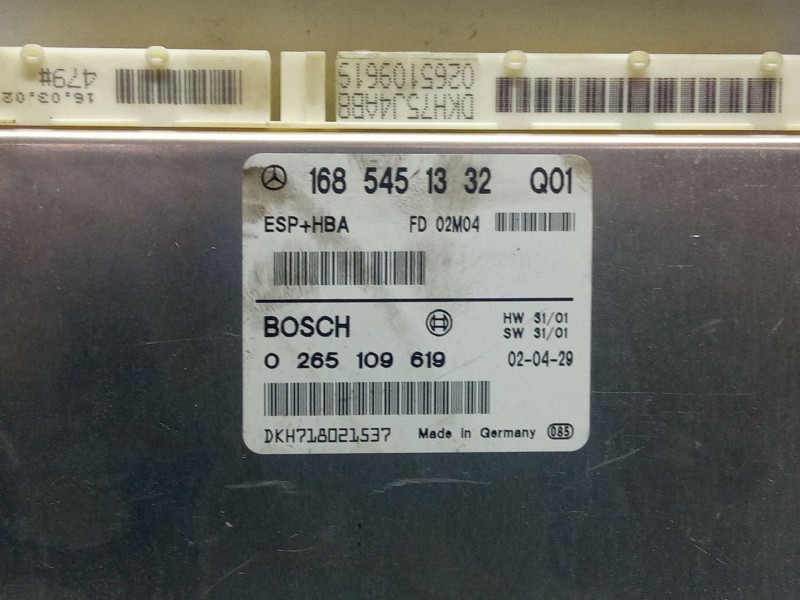 479#
16.03.02
0265109619
DKH75J4ABB
168 545 13 32 Q01
ESP+HBA FD 02M04
BOSCH HW 31/01
SW 31/01
0 265 109 619 02-04-29
DKH718021537 Made in Germany 085